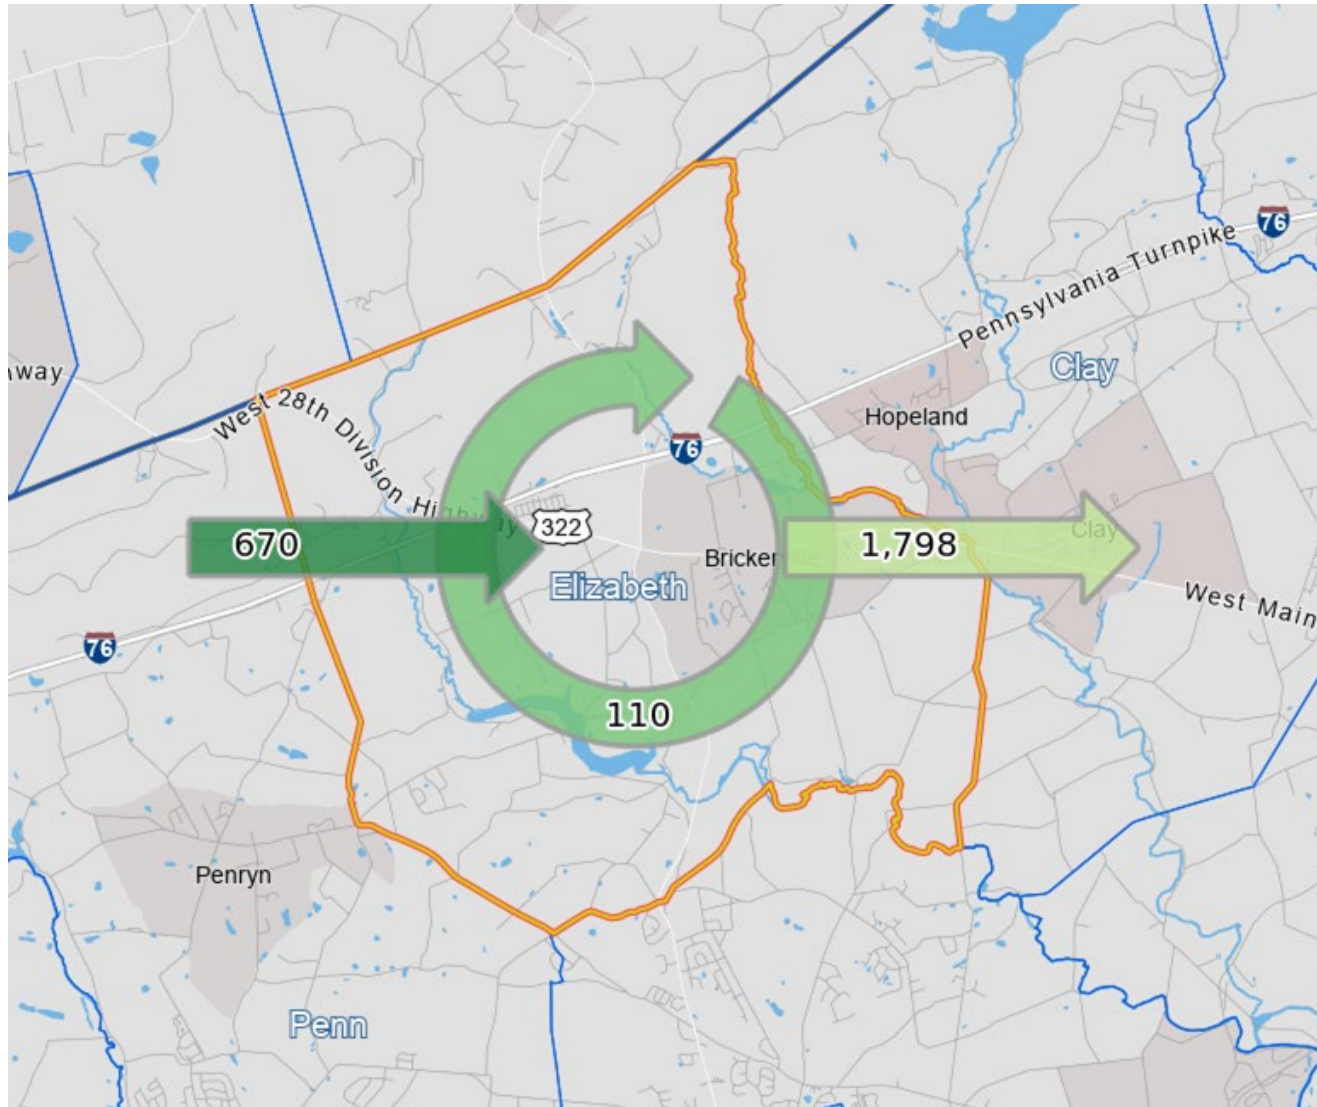 76
Pennsylvania Turnpike
Clay
way
West 28th Division Highway
Hopeland
76
322
670
1,798
Clay
Brickerville
Elizabeth
West Main
76
110
Penryn
Penn